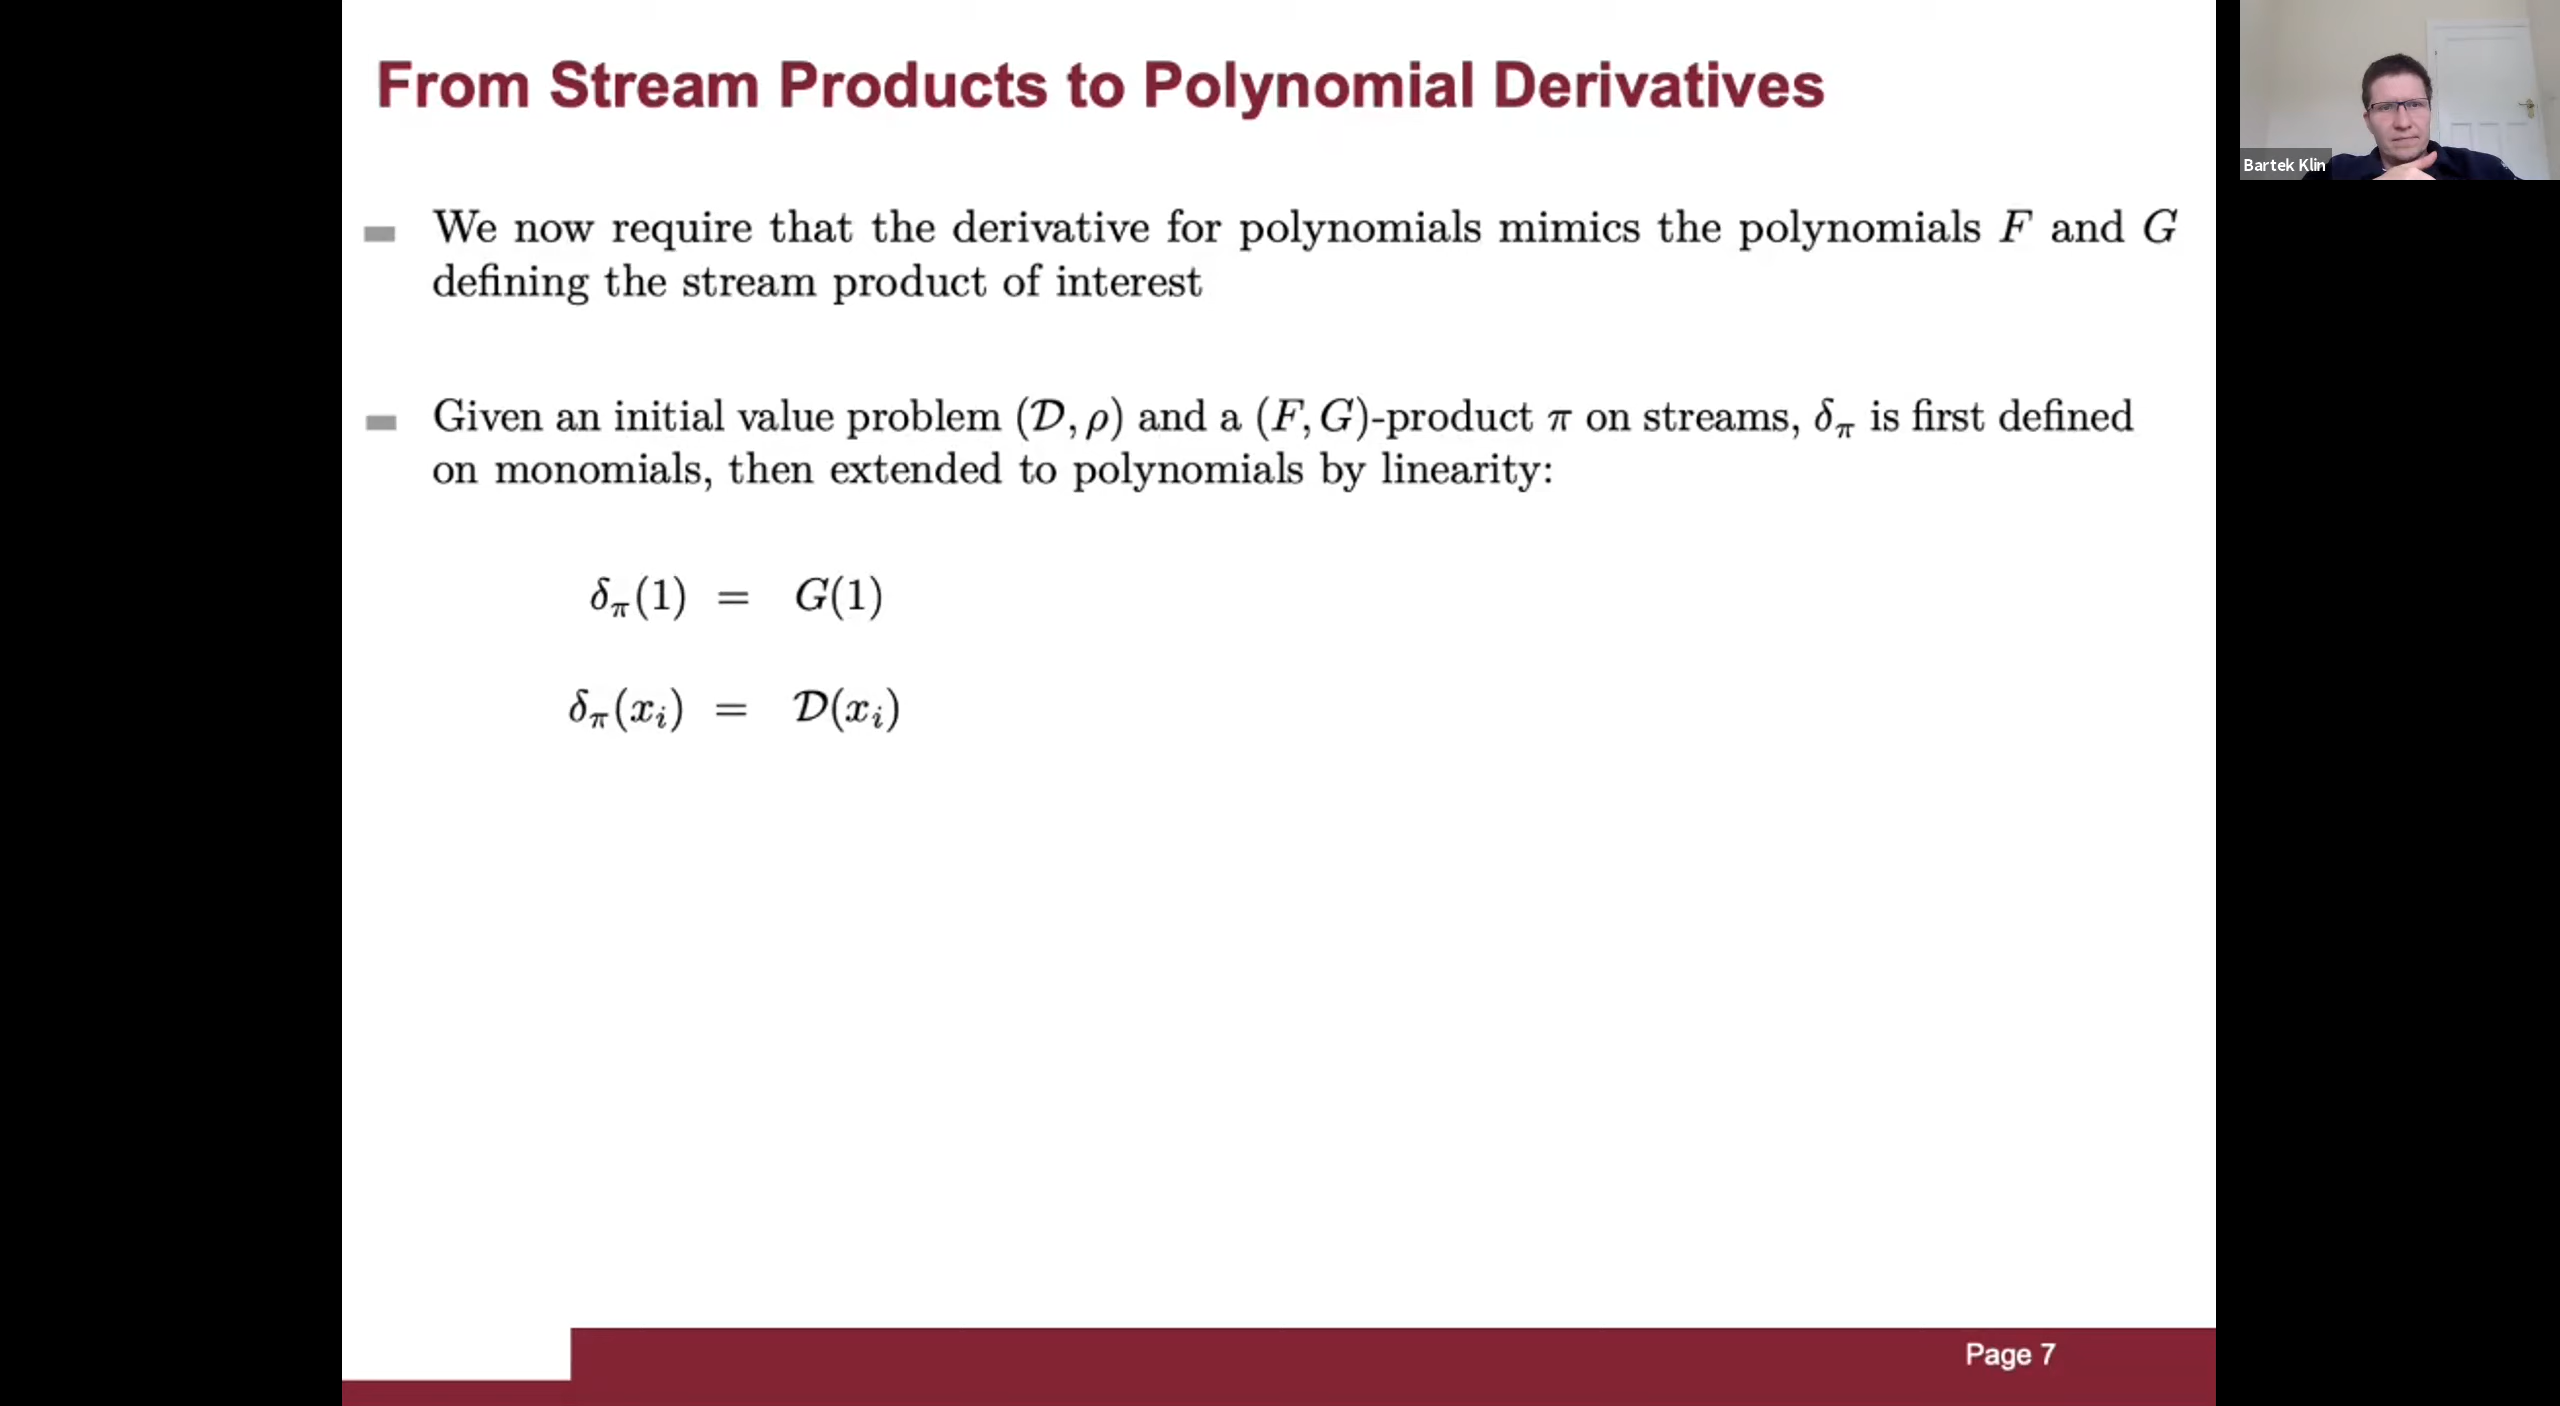 From Stream Products to Polynomial Derivatives
Bartek Klin
We now require that the derivative for polynomials mimics the polynomials F and G
defining the stream product of interest
Given an initial value problem (𝒟, ρ) and a (F, G)-product π on streams, δ_π is first defined
on monomials, then extended to polynomials by linearity:
δ_π(1) = G(1)
δ_π(x_i) = 𝒟(x_i)
Page 7